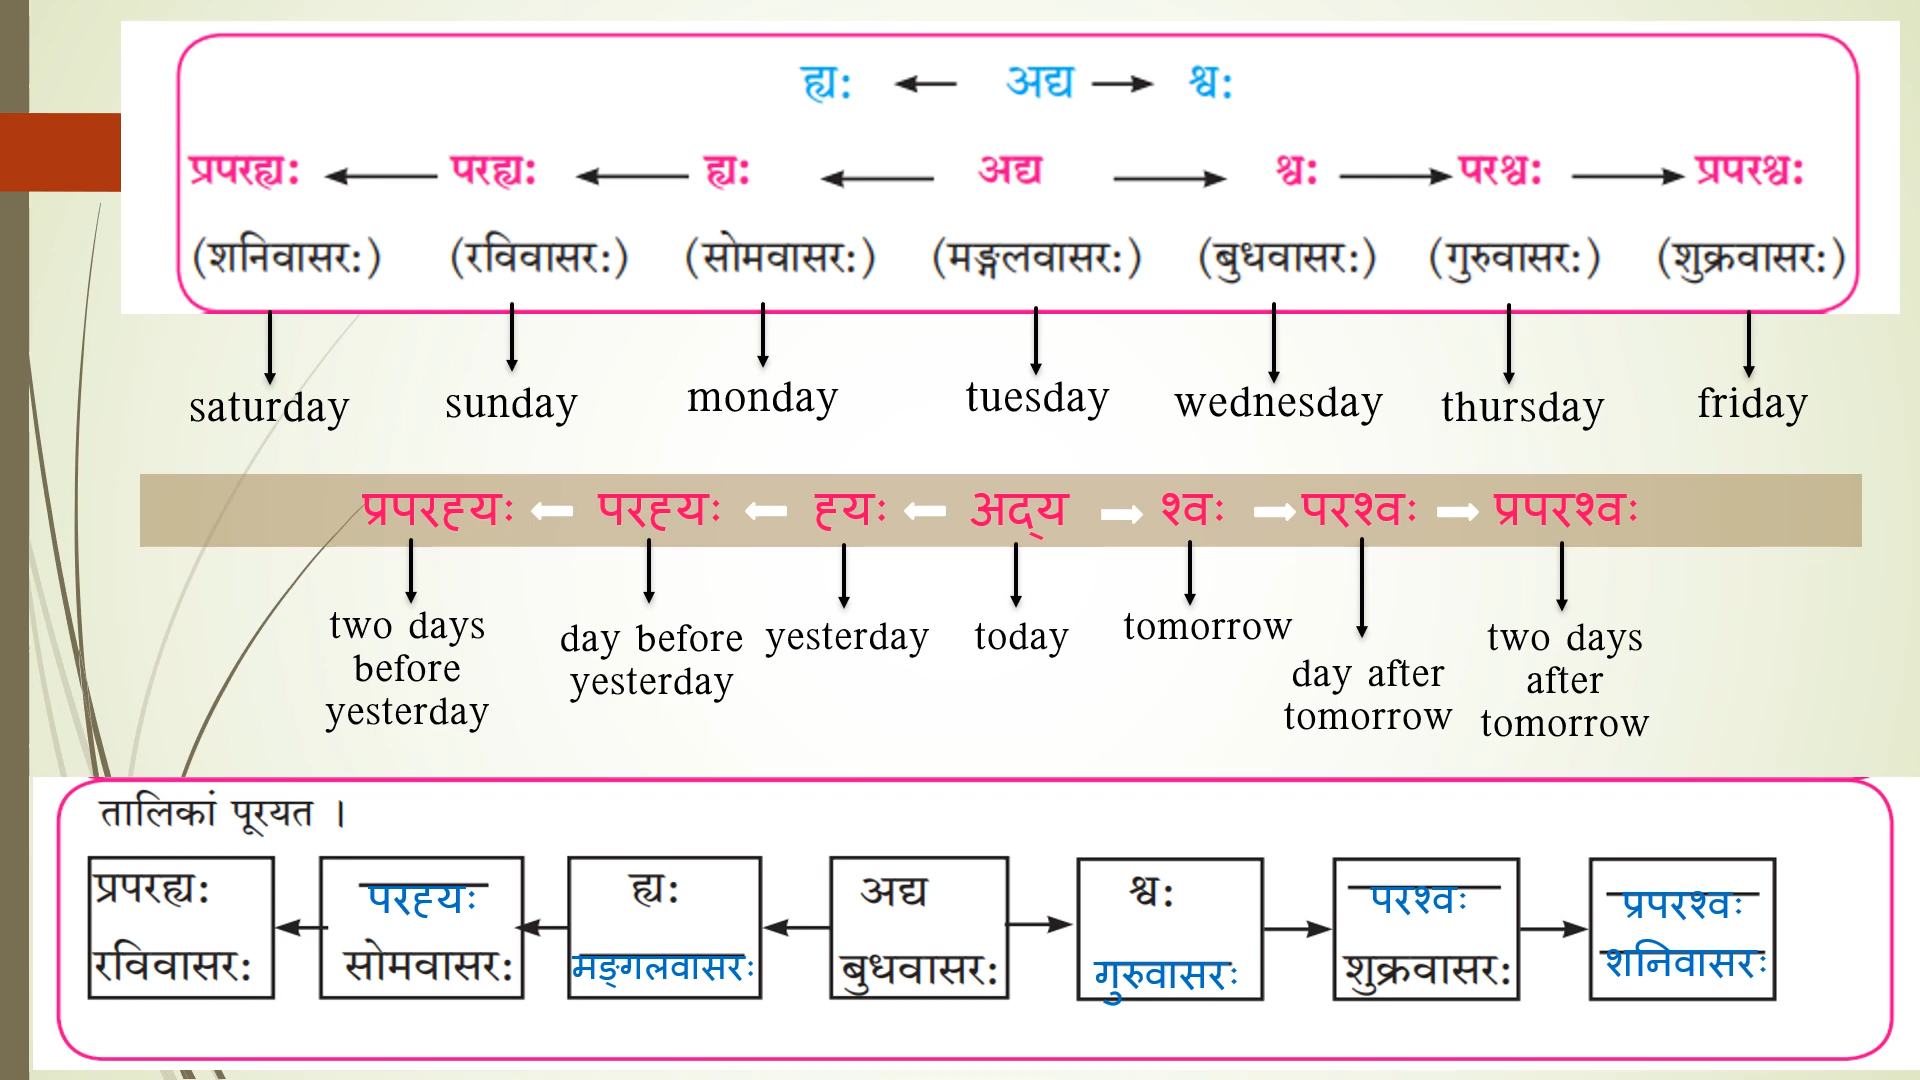 ह्यः अद्य श्वः
प्रपरह्यः परह्यः ह्यः अद्य श्वः परश्वः प्रपरश्वः
(शनिवासरः) (रविवासरः) (सोमवासरः) (मङ्गलवासरः) (बुधवासरः) (गुरुवासरः) (शुक्रवासरः)
saturday sunday monday tuesday wednesday thursday friday
प्रपरह्यः परह्यः ह्यः अद्य श्वः परश्वः प्रपरश्वः
two days
before
yesterday
day before
yesterday
yesterday
today
tomorrow
day after
tomorrow
two days
after
tomorrow
तालिकां पूरयत ।
प्रपरह्यः परह्यः ह्यः अद्य श्वः परश्वः प्रपरश्वः
रविवासरः सोमवासरः मङ्गलवासरः बुधवासरः गुरुवासरः शुक्रवासरः शनिवासरः